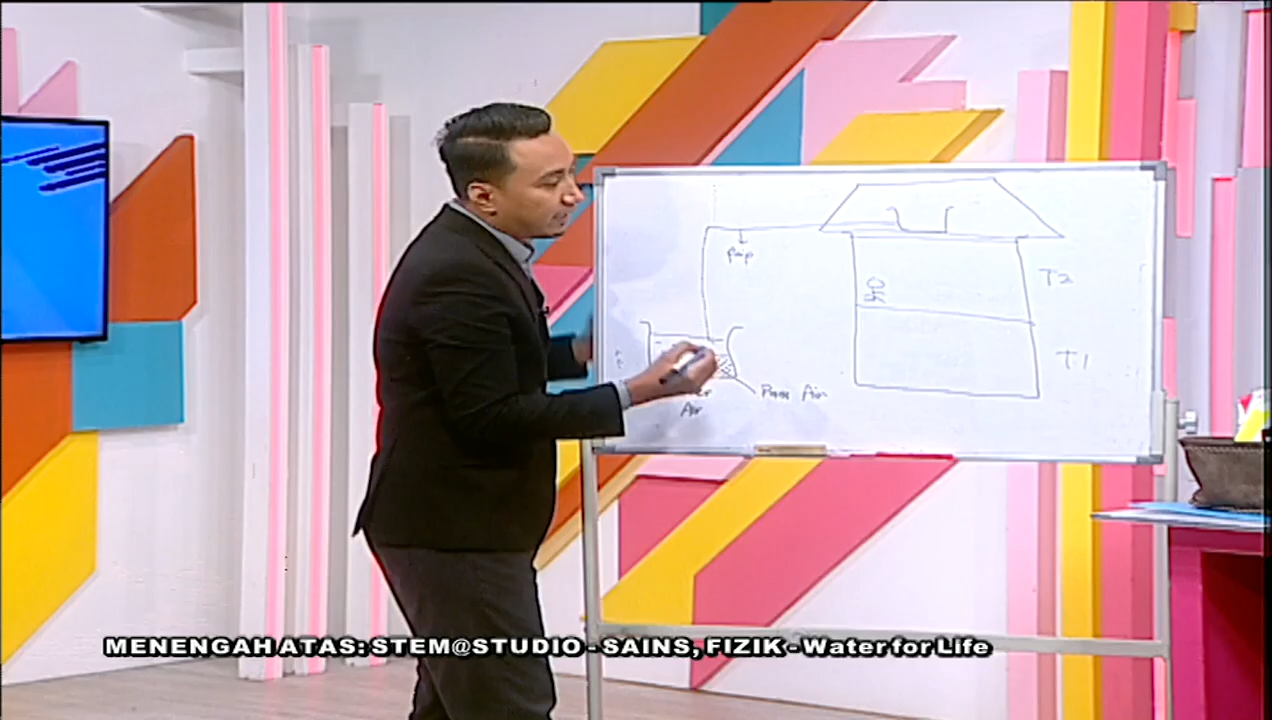 paip
T2
T1
Pam Air
Air
MENENGAH ATAS: STEM@STUDIO - SAINS, FIZIK - Water for Life